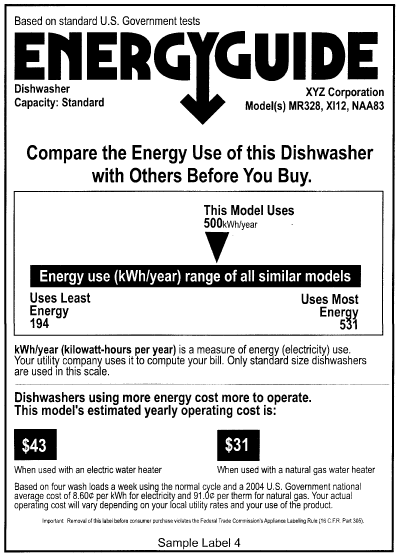 Based on standard U.S. Government tests
ENERGYGUIDE
Dishwasher
Capacity: Standard
XYZ Corporation
Model(s) MR328, XI12, NAA83
Compare the Energy Use of this Dishwasher
with Others Before You Buy.
This Model Uses
500kWh/year
Energy use (kWh/year) range of all similar models
Uses Least
Energy
194
Uses Most
Energy
531
kWh/year (kilowatt-hours per year) is a measure of energy (electricity) use.
Your utility company uses it to compute your bill. Only standard size dishwashers
are used in this scale.
Dishwashers using more energy cost more to operate.
This model's estimated yearly operating cost is:
$43
$31
When used with an electric water heater
When used with a natural gas water heater
Based on four wash loads a week using the normal cycle and a 2004 U.S. Government national
average cost of 8.60¢ per kWh for electricity and 91.0¢ per therm for natural gas. Your actual
operating cost will vary depending on your local utility rates and your use of the product.
Important: Removal of this label before consumer purchase violates the Federal Trade Commission's Appliance Labeling Rule (16 C.F.R. Part 305).
Sample Label 4